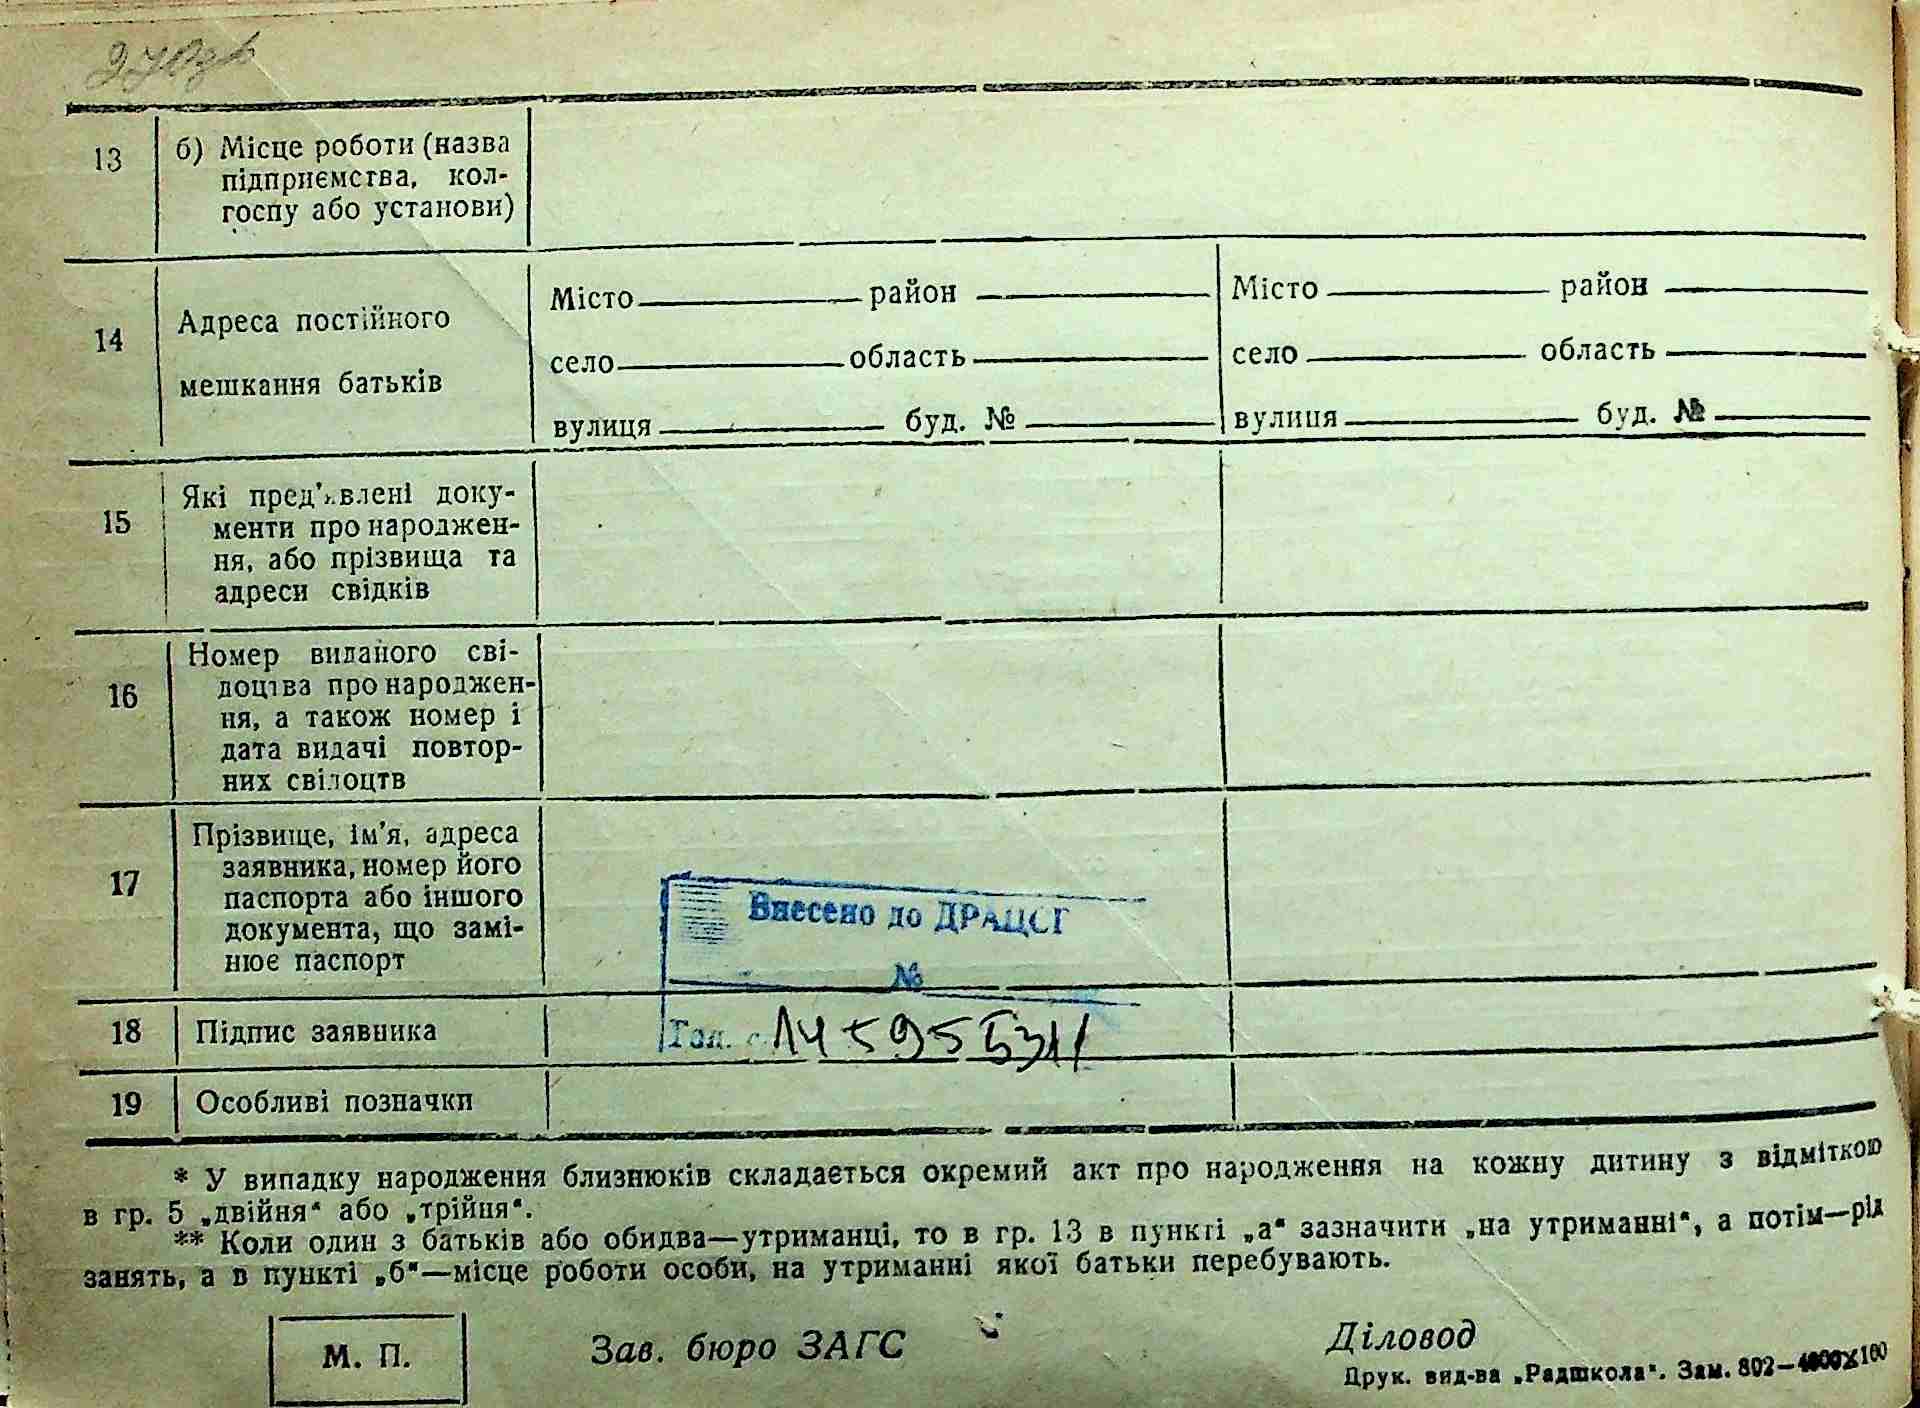 270зв
13
б) Місце роботи (назва
підприємства, кол-
госпу або установи)
14
Адреса постійного
мешкання батьків
Місто район
село область
вулиця буд. №
Місто район
село область
вулиця буд. №
15
Які пред'явлені доку-
менти про народжен-
ня, або прізвища та
адреси свідків
16
Номер виданого сві-
доцтва про народжен-
ня, а також номер і
дата видачі повтор-
них свідоцтв
17
Прізвище, ім'я, адреса
заявника, номер його
паспорта або іншого
документа, що замі-
нює паспорт
Внесено до ДРАЦСГ
№
18
Підпис заявника
19
Особливі позначки
* У випадку народження близнюків складається окремий акт про народження на кожну дитину з відміткою
в гр. 5 „двійня“ або „трійня“.
** Коли один з батьків або обидва—утриманці, то в гр. 13 в пункті „а“ зазначити „на утриманні“, а потім—рід
занять, а в пункті „б“—місце роботи особи, на утриманні якої батьки перебувають.
М. П.
Зав. бюро ЗАГС
Діловод
Друк. вид-ва „Радшкола“. Зам. 802—4000X100